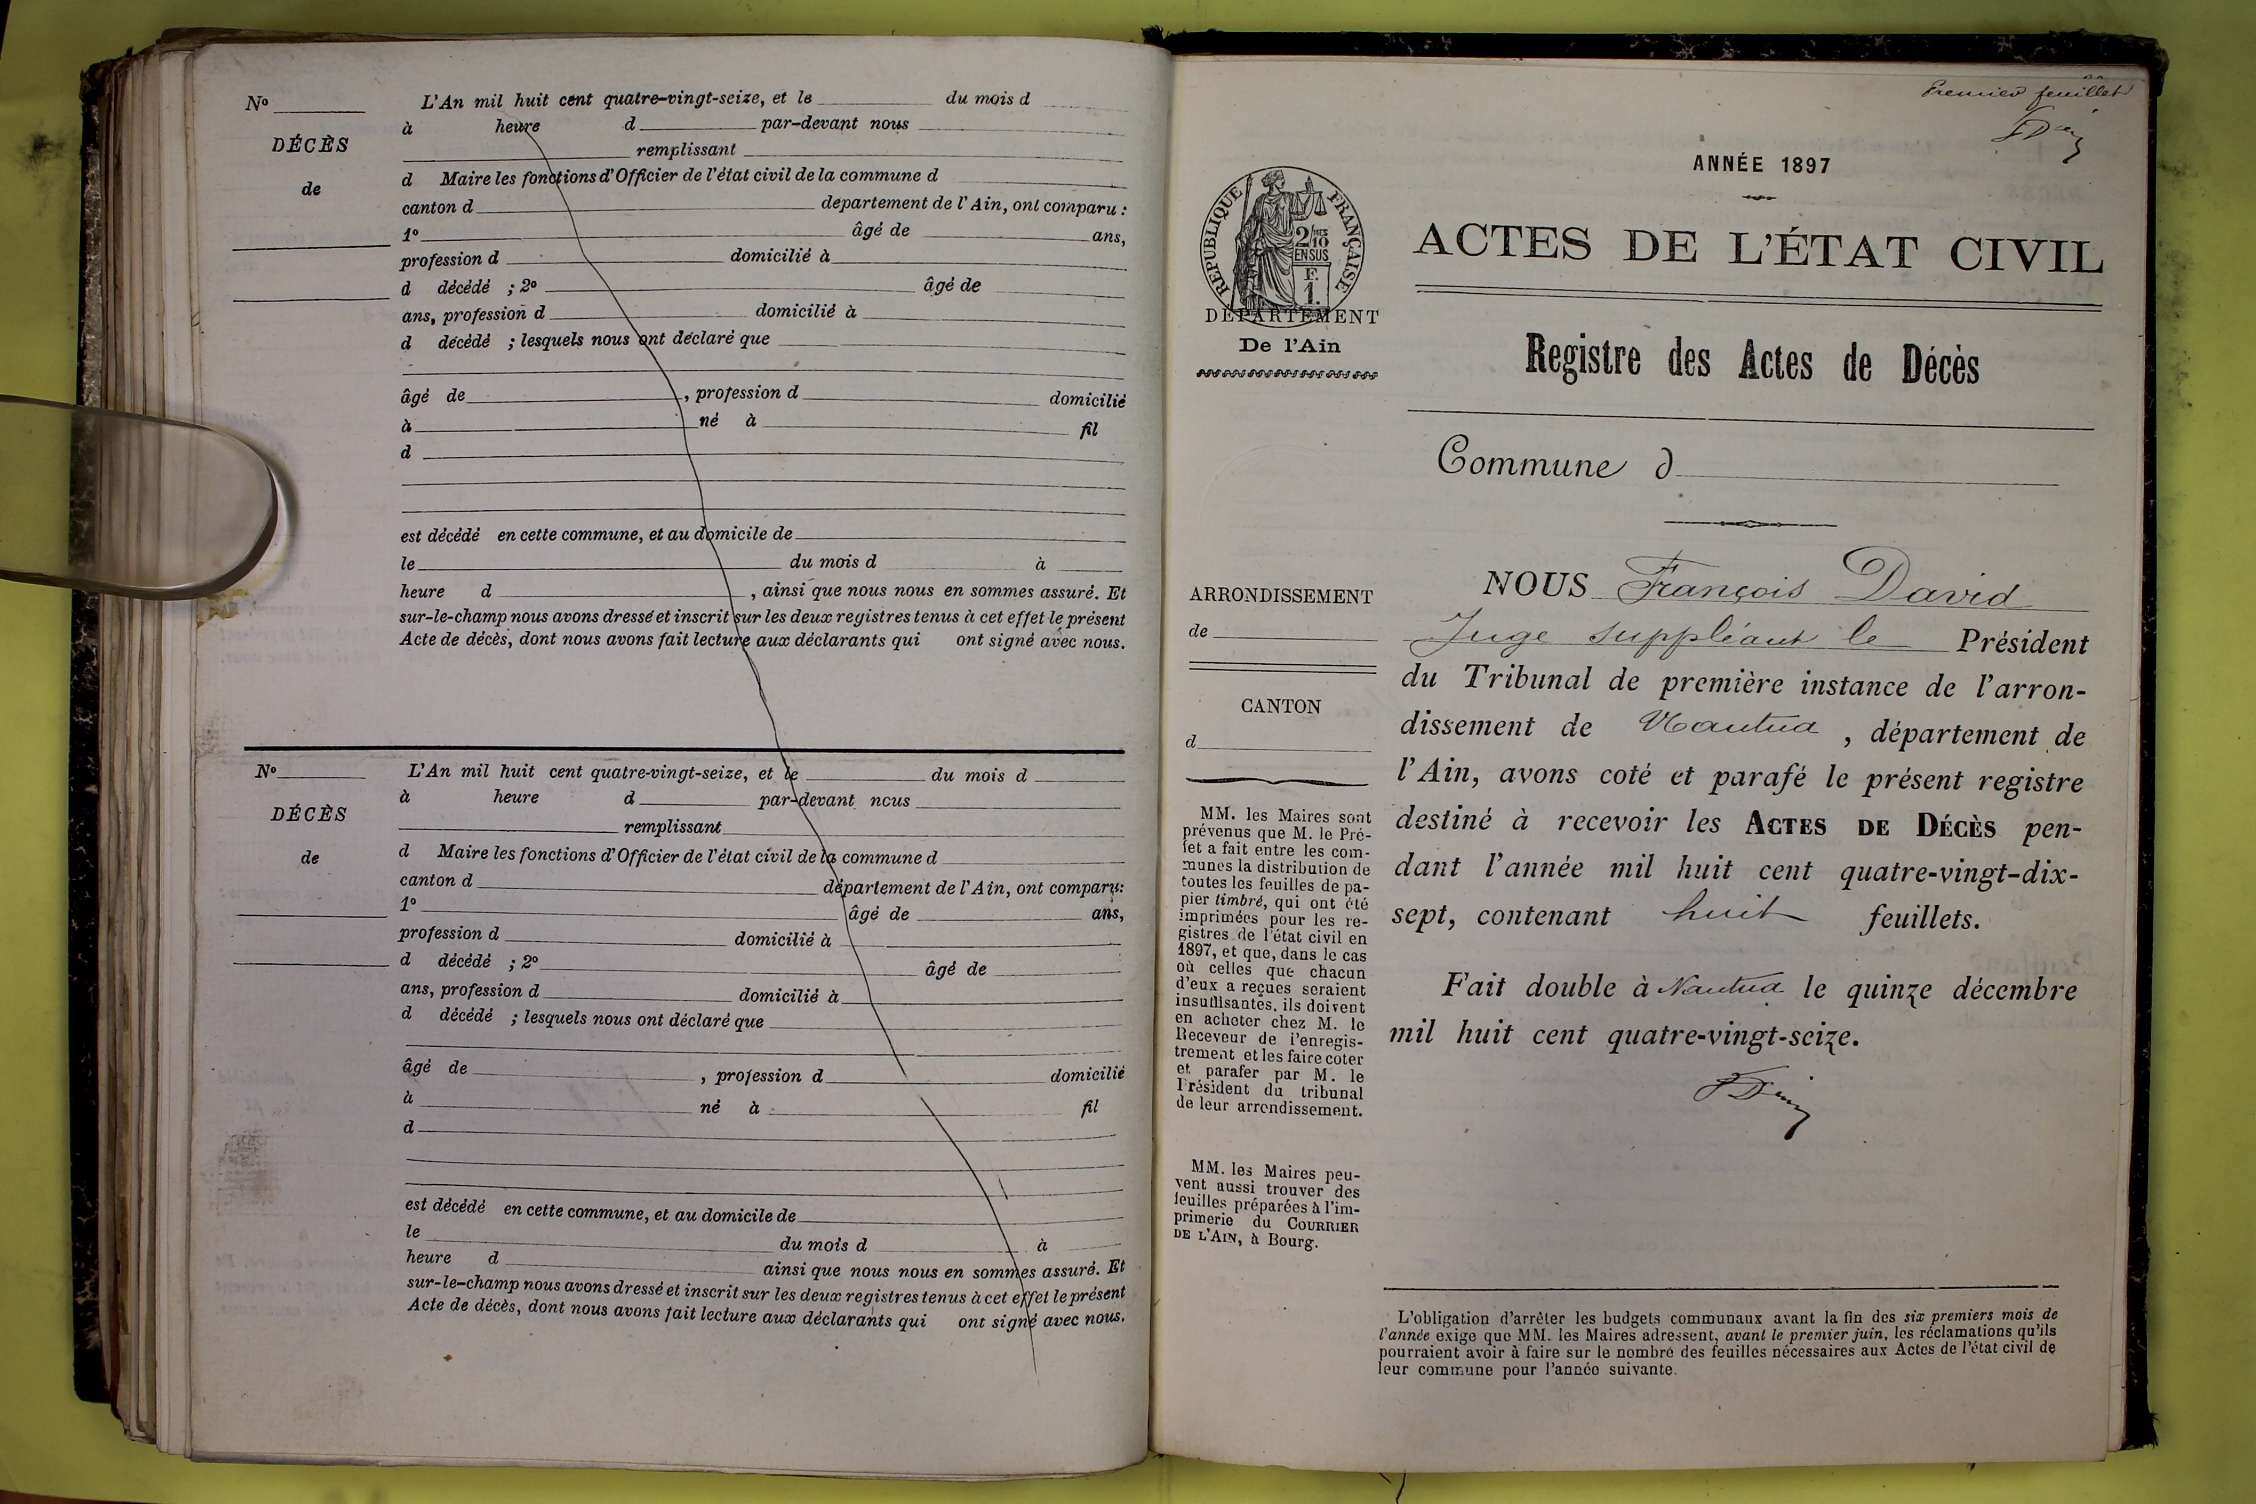 N°
DÉCÈS
de
L'An mil huit cent quatre-vingt-seize, et le du mois d
à heure d par-devant nous
remplissant
d Maire les fonctions d'Officier de l'état civil de la commune d
canton d département de l'Ain, ont comparu :
1° âgé de ans,
profession d domicilié à
d décédé ; 2° âgé de
ans, profession d domicilié à
d décédé ; lesquels nous ont déclaré que
âgé de , profession d domicilié
à né à fil
d
est décédé en cette commune, et au domicile de
le du mois d à
heure d , ainsi que nous nous en sommes assuré. Et
sur-le-champ nous avons dressé et inscrit sur les deux registres tenus à cet effet le présent
Acte de décès, dont nous avons fait lecture aux déclarants qui ont signé avec nous.
N°
DÉCÈS
de
L'An mil huit cent quatre-vingt-seize, et le du mois d
à heure d par-devant nous
remplissant
d Maire les fonctions d'Officier de l'état civil de la commune d
canton d département de l'Ain, ont comparu:
1° âgé de ans,
profession d domicilié à
d décédé ; 2° âgé de
ans, profession d domicilié à
d décédé ; lesquels nous ont déclaré que
âgé de , profession d domicilié
à né à fil
d
est décédé en cette commune, et au domicile de
le du mois d à
heure d ainsi que nous nous en sommes assuré. Et
sur-le-champ nous avons dressé et inscrit sur les deux registres tenus à cet effet le présent
Acte de décès, dont nous avons fait lecture aux déclarants qui ont signé avec nous.
Premier feuillet
ANNÉE 1897
RÉPUBLIQUE FRANÇAISE
2/10 MES
EN SUS
F.
1.
DÉPARTEMENT
De l'Ain
ACTES DE L'ÉTAT CIVIL
Registre des Actes de Décès
Commune d
ARRONDISSEMENT
de
CANTON
d
MM. les Maires sont
prévenus que M. le Pré-
fet a fait entre les com-
munes la distribution de
toutes les feuilles de pa-
pier timbré, qui ont été
imprimées pour les re-
gistres de l'état civil en
1897, et que, dans le cas
où celles que chacun
d'eux a reçues seraient
insuffisantes, ils doivent
en acheter chez M. le
Receveur de l'enregis-
trement et les faire coter
et parafer par M. le
Président du tribunal
de leur arrondissement.
MM. les Maires peu-
vent aussi trouver des
feuilles préparées à l'im-
primerie du COURRIER
DE L'AIN, à Bourg.
NOUS François David
Juge suppléant le Président
du Tribunal de première instance de l'arron-
dissement de Nantua , département de
l'Ain, avons coté et parafé le présent registre
destiné à recevoir les ACTES DE DÉCÈS pen-
dant l'année mil huit cent quatre-vingt-dix-
sept, contenant huit feuillets.
Fait double à Nantua le quinze décembre
mil huit cent quatre-vingt-seize.
L'obligation d'arrêter les budgets communaux avant la fin des six premiers mois de
l'année exige que MM. les Maires adressent, avant le premier juin, les réclamations qu'ils
pourraient avoir à faire sur le nombre des feuilles nécessaires aux Actes de l'état civil de
leur commune pour l'année suivante.